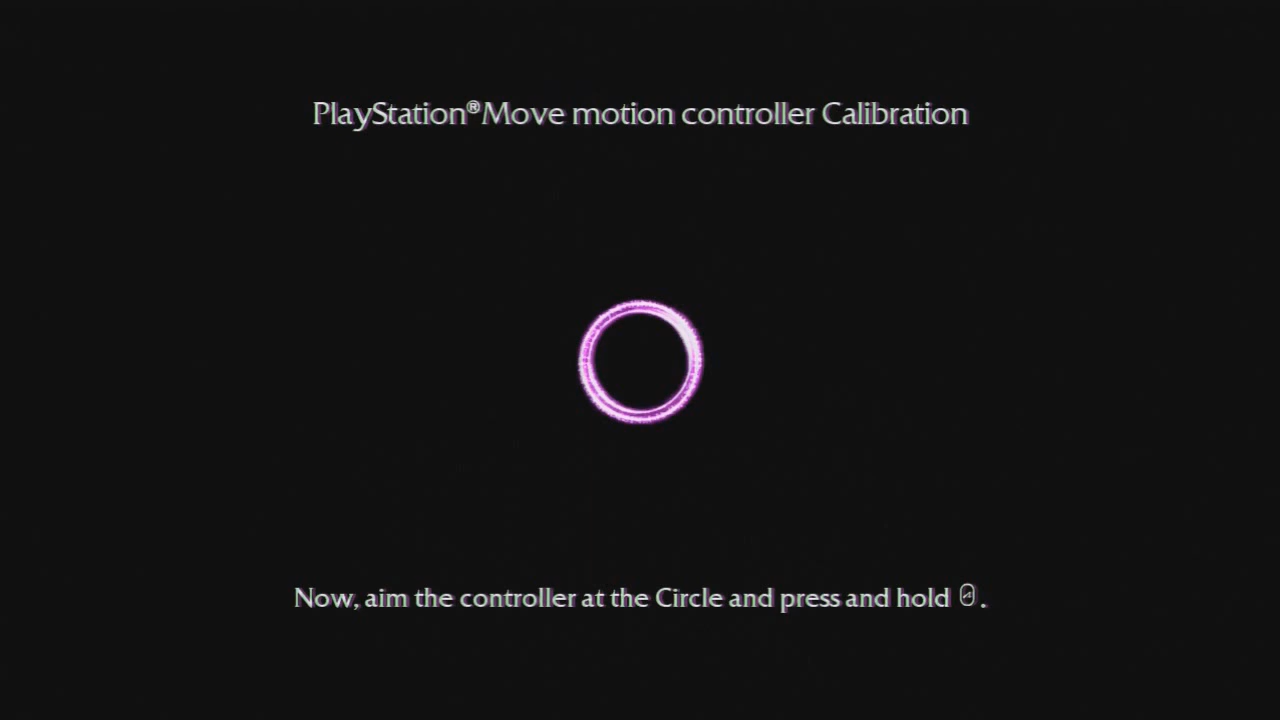 PlayStation®Move motion controller Calibration
Now, aim the controller at the Circle and press and hold .